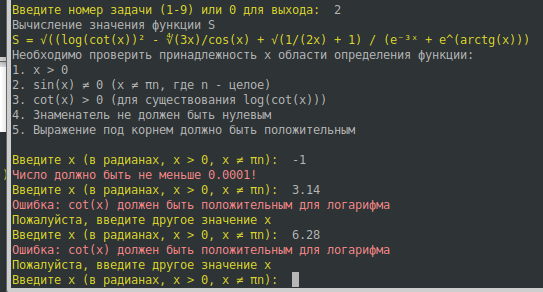 Введите номер задачи (1-9) или 0 для выхода:  2
Вычисление значения функции S
S = √((log(cot(x))² - ∜(3x)/cos(x) + √(1/(2x) + 1) / (e⁻³ˣ + e^(arctg(x)))
Необходимо проверить принадлежность x области определения функции:
1. x > 0
2. sin(x) ≠ 0 (x ≠ πn, где n - целое)
3. cot(x) > 0 (для существования log(cot(x)))
4. Знаменатель не должен быть нулевым
5. Выражение под корнем должно быть положительным
Введите x (в радианах, x > 0, x ≠ πn):  -1
Число должно быть не меньше 0.0001!
Введите x (в радианах, x > 0, x ≠ πn):  3.14
Ошибка: cot(x) должен быть положительным для логарифма
Пожалуйста, введите другое значение x
Введите x (в радианах, x > 0, x ≠ πn):  6.28
Ошибка: cot(x) должен быть положительным для логарифма
Пожалуйста, введите другое значение x
Введите x (в радианах, x > 0, x ≠ πn):